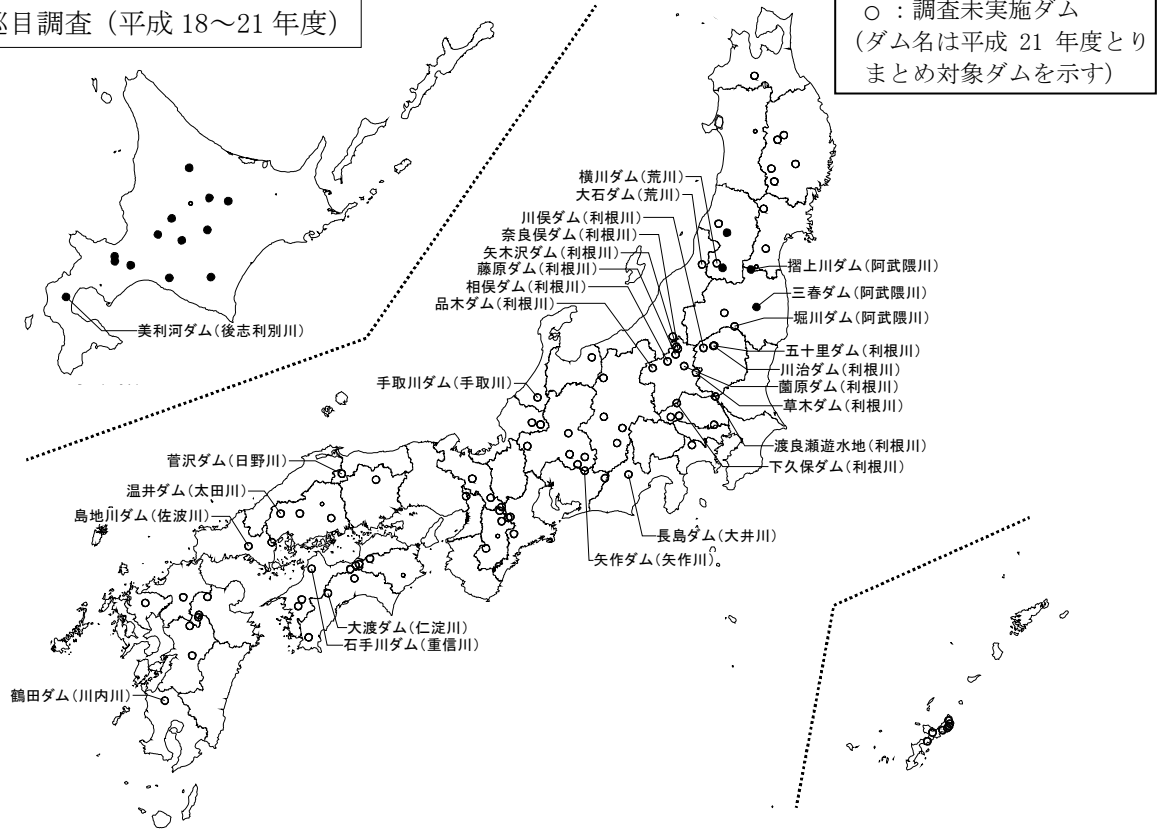 巡目調査（平成 18～21 年度）
○ ：調査未実施ダム
（ダム名は平成 21 年度とり
まとめ対象ダムを示す）
横川ダム(荒川)
大石ダム(荒川)
川俣ダム(利根川)
奈良俣ダム(利根川)
矢木沢ダム(利根川)
藤原ダム(利根川)
相俣ダム(利根川)
品木ダム(利根川)
摺上川ダム(阿武隈川)
三春ダム(阿武隈川)
堀川ダム(阿武隈川)
美利河ダム(後志利別川)
五十里ダム(利根川)
川治ダム(利根川)
薗原ダム(利根川)
草木ダム(利根川)
手取川ダム(手取川)
渡良瀬遊水地(利根川)
下久保ダム(利根川)
菅沢ダム(日野川)
温井ダム(太田川)
島地川ダム(佐波川)
長島ダム(大井川)
矢作ダム(矢作川)。
大渡ダム(仁淀川)
石手川ダム(重信川)
鶴田ダム(川内川)